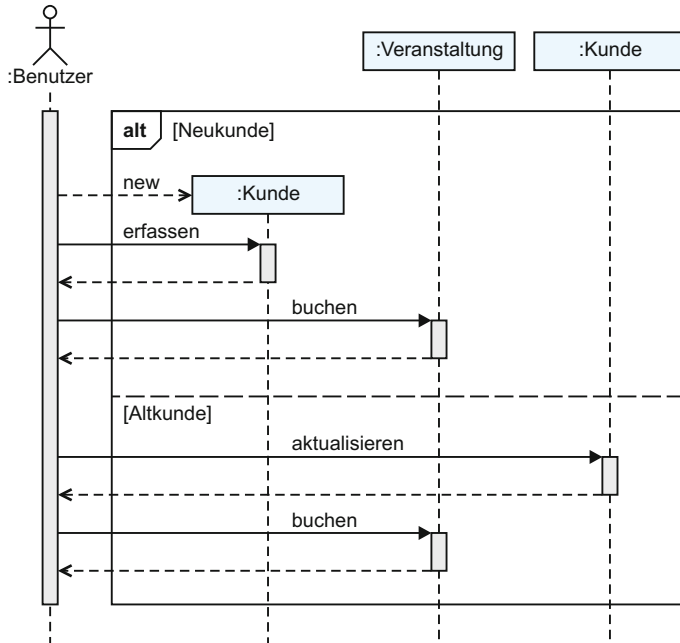 :Benutzer
:Veranstaltung
:Kunde
alt [Neukunde]
new
:Kunde
erfassen
buchen
[Altkunde]
aktualisieren
buchen